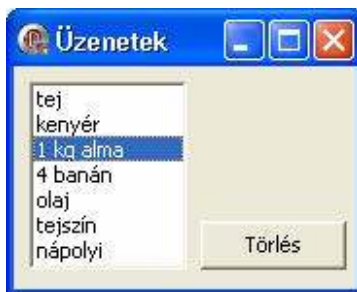 Üzenetek
tej
kenyér
1 kg alma
4 banán
olaj
tejszín
nápolyi
Törlés